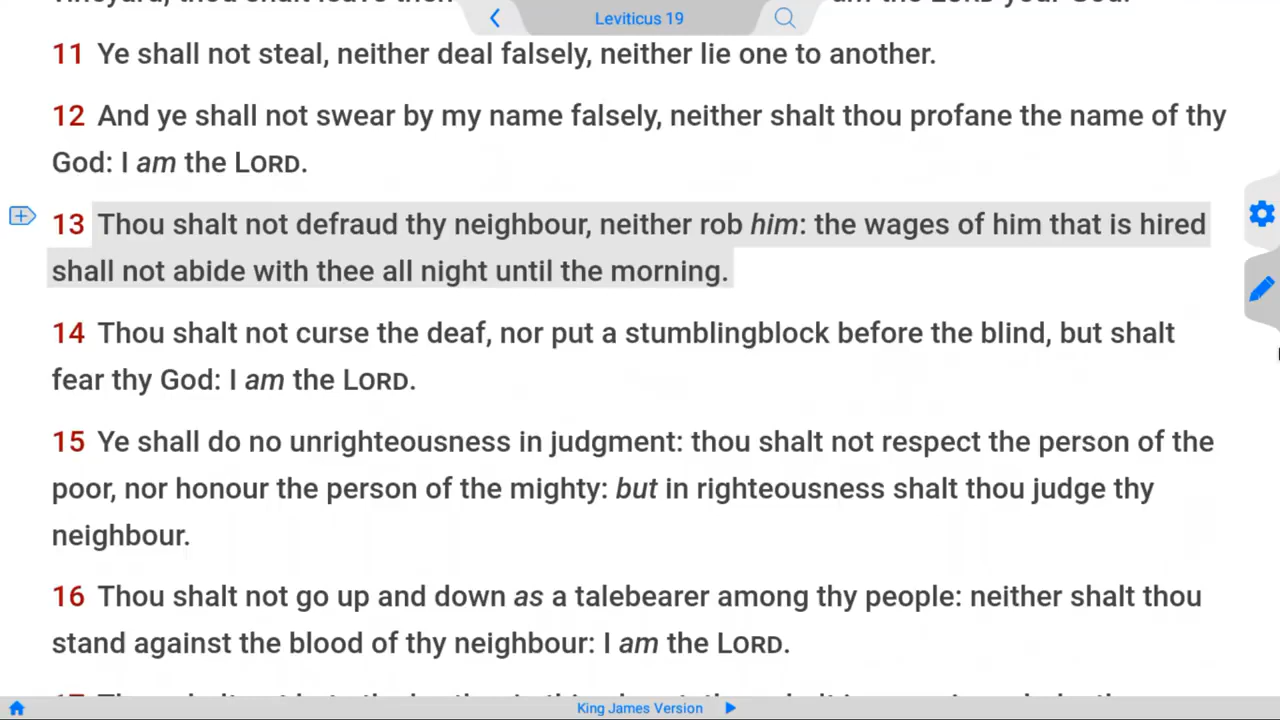 Leviticus 19
am the LORD your God.
11 Ye shall not steal, neither deal falsely, neither lie one to another.
12 And ye shall not swear by my name falsely, neither shalt thou profane the name of thy
God: I am the LORD.
13 Thou shalt not defraud thy neighbour, neither rob him: the wages of him that is hired
shall not abide with thee all night until the morning.
14 Thou shalt not curse the deaf, nor put a stumblingblock before the blind, but shalt
fear thy God: I am the LORD.
15 Ye shall do no unrighteousness in judgment: thou shalt not respect the person of the
poor, nor honour the person of the mighty: but in righteousness shalt thou judge thy
neighbour.
16 Thou shalt not go up and down as a talebearer among thy people: neither shalt thou
stand against the blood of thy neighbour: I am the LORD.
King James Version